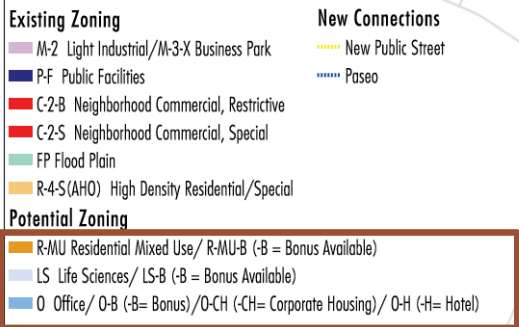 Existing Zoning
M-2 Light Industrial/M-3-X Business Park
P-F Public Facilities
C-2-B Neighborhood Commercial, Restrictive
C-2-S Neighborhood Commercial, Special
FP Flood Plain
R-4-S(AHO) High Density Residential/Special
Potential Zoning
R-MU Residential Mixed Use/ R-MU-B (-B = Bonus Available)
LS Life Sciences/ LS-B (-B = Bonus Available)
O Office/ O-B (-B= Bonus)/O-CH (-CH= Corporate Housing)/ O-H (-H= Hotel)
New Connections
New Public Street
Paseo